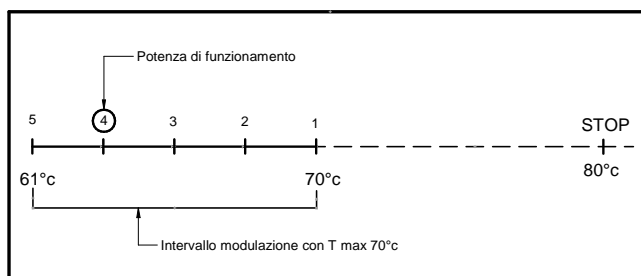 Potenza di funzionamento
5 4 3 2 1 STOP
61°c 70°c 80°c
Intervallo modulazione con T max 70°c